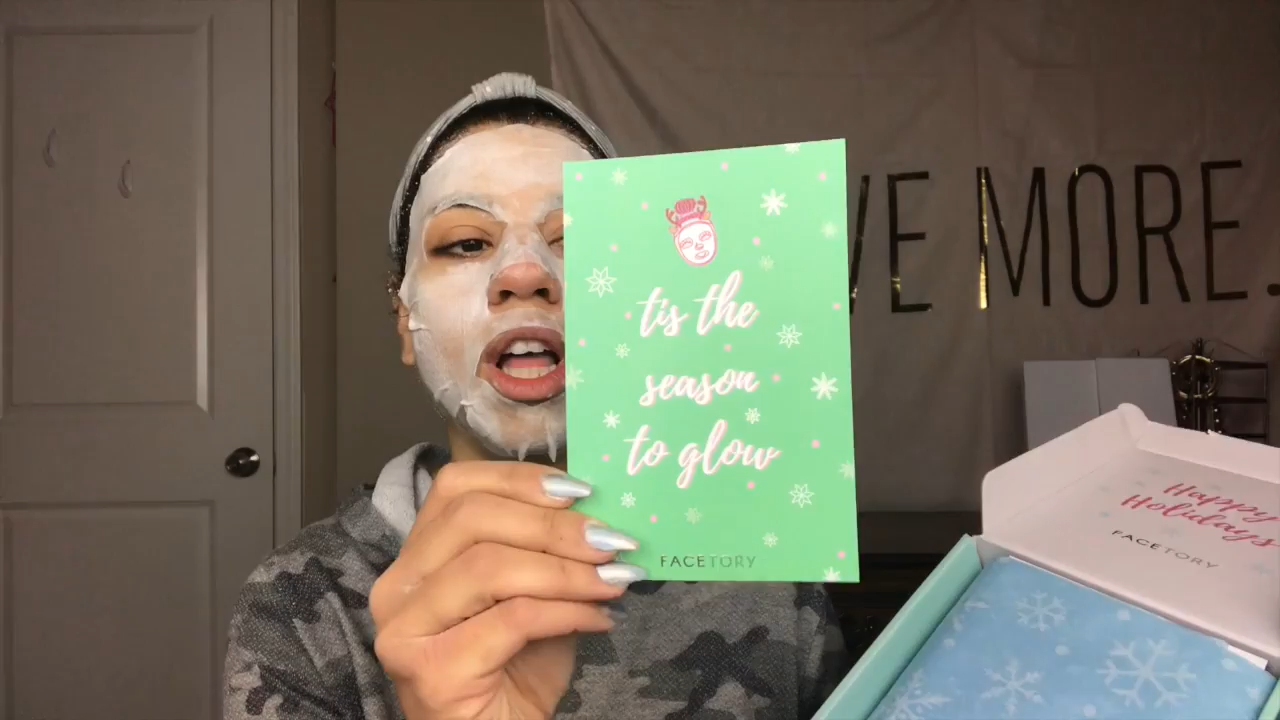 VE MORE.
tis the
season
to glow
FACETORY
Happy
Holidays
FACETORY